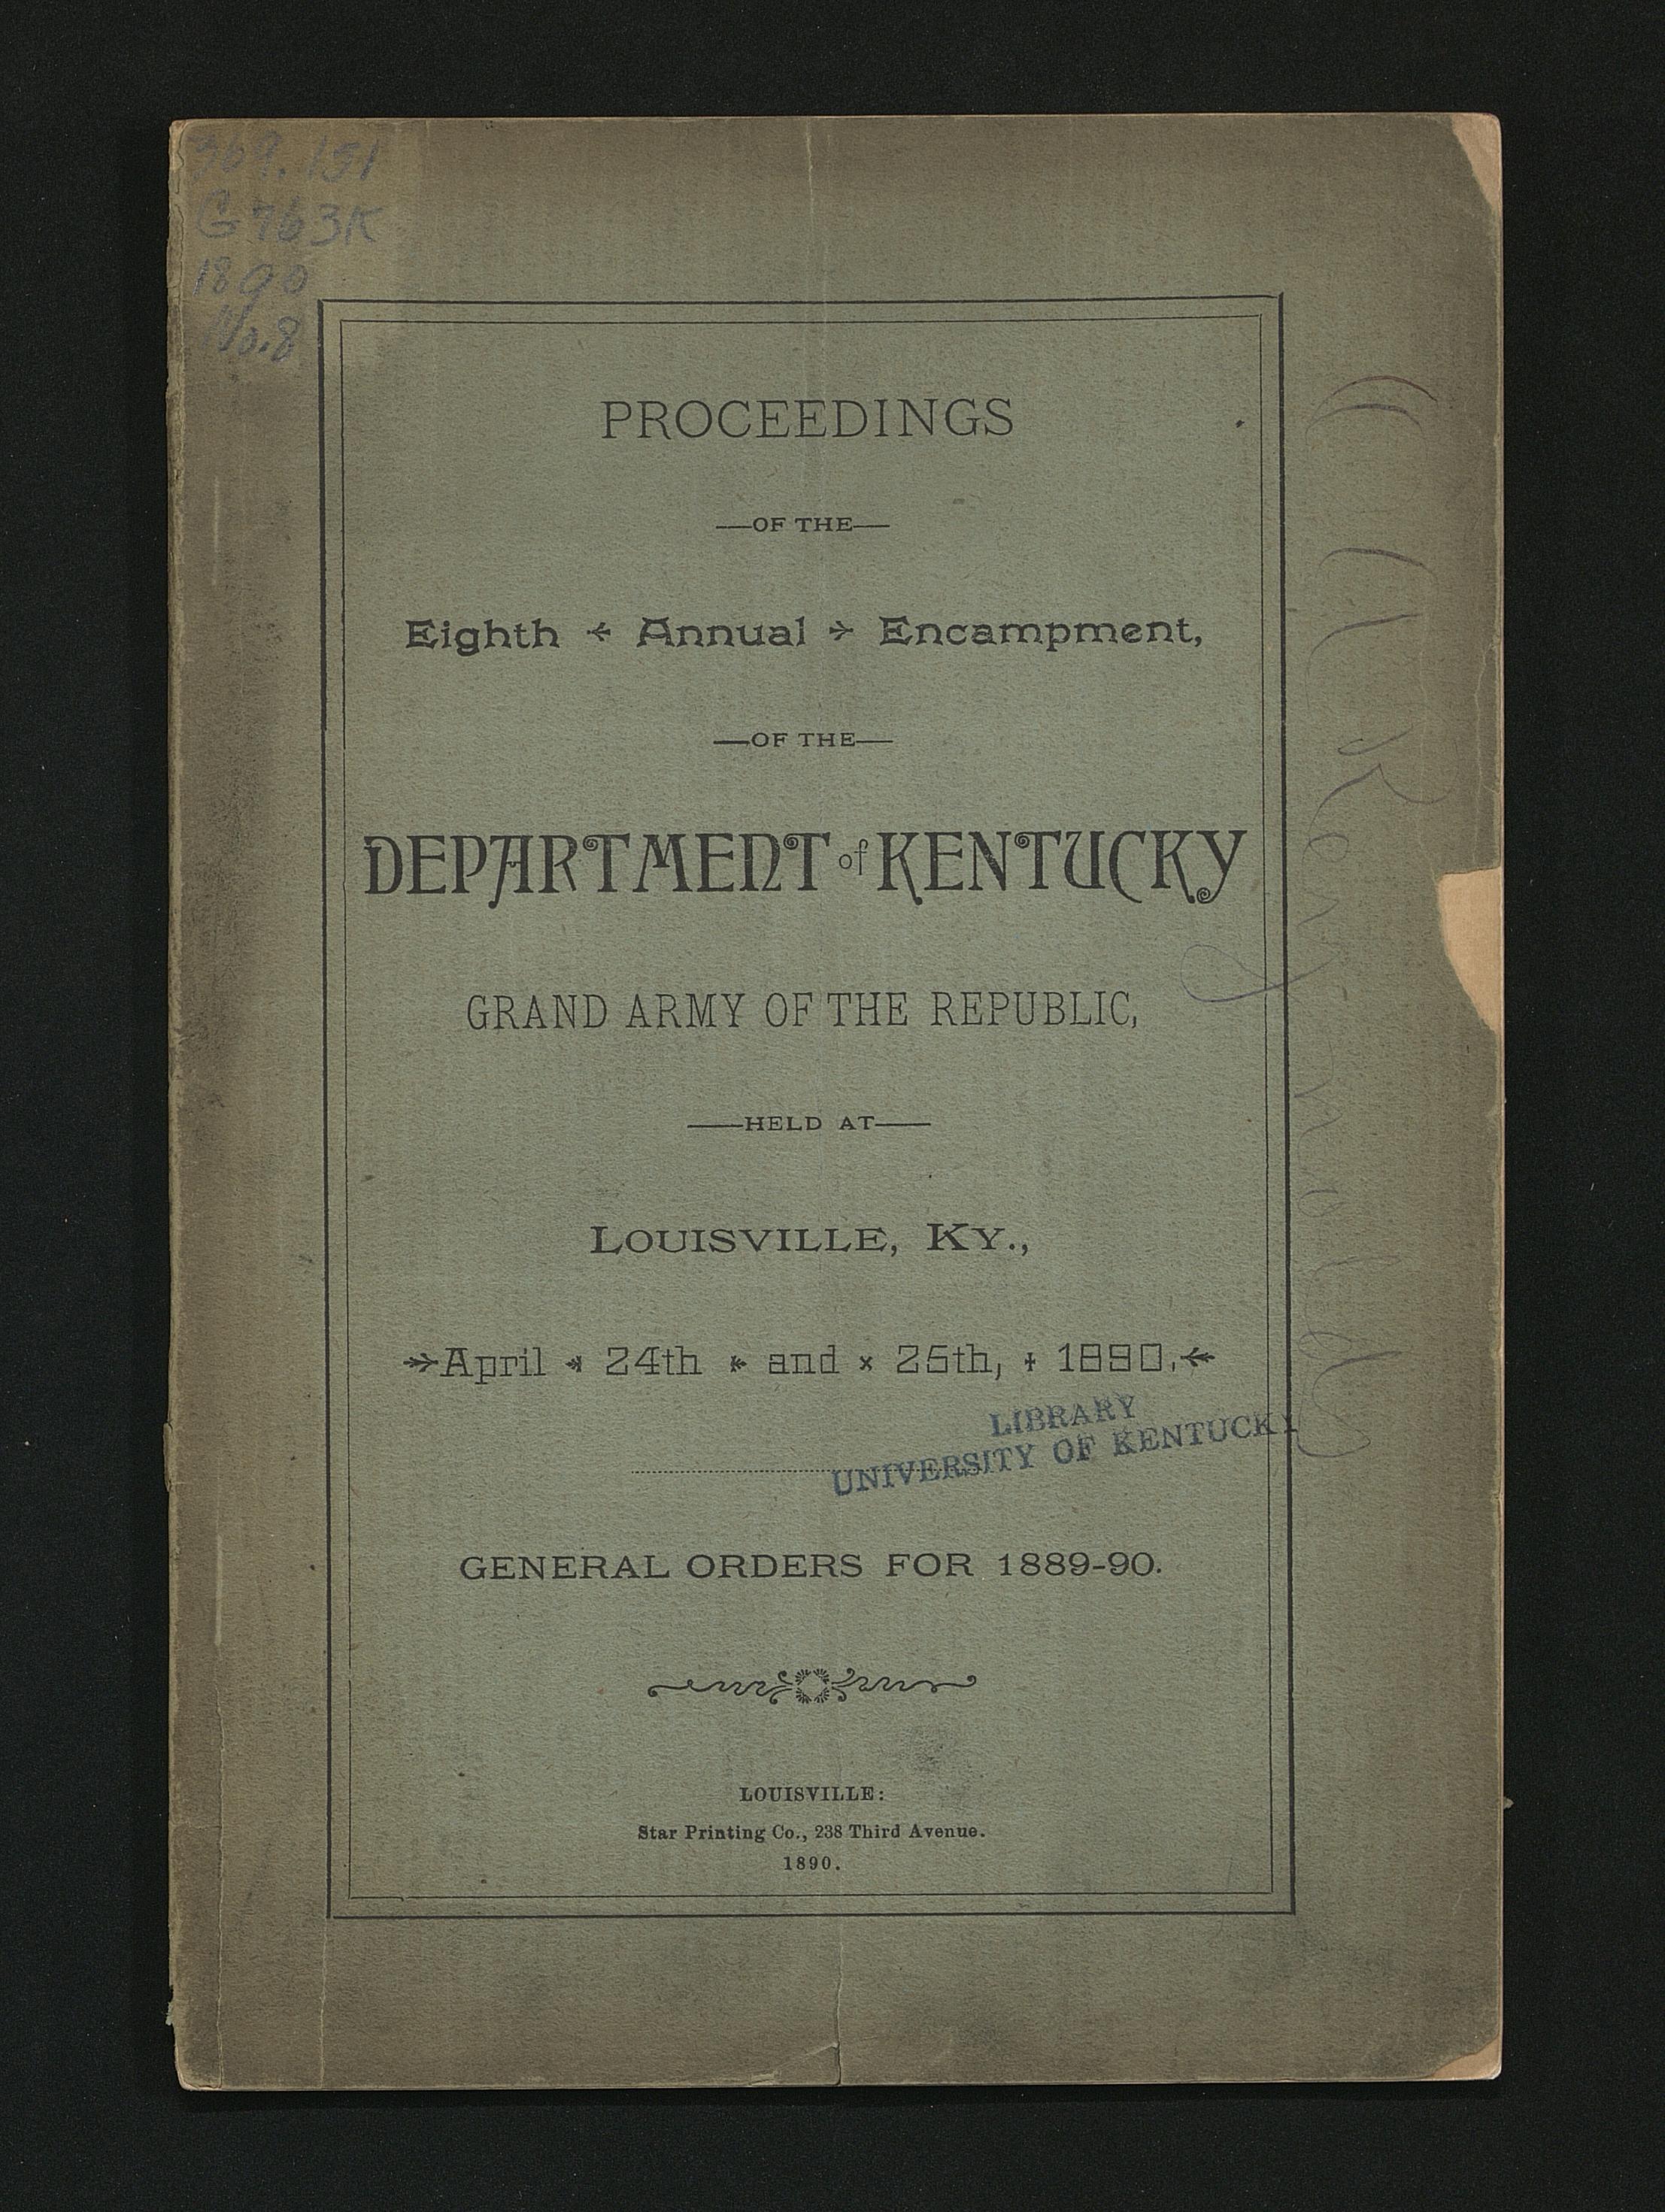 369.151
G763K
1890
No.8
PROCEEDINGS
—OF THE—
Eighth Annual Encampment,
—OF THE—
DEPARTMENT of KENTUCKY
GRAND ARMY OF THE REPUBLIC,
—HELD AT—
LOUISVILLE, KY.,
April 24th and 25th, 1890.
LIBRARY
UNIVERSITY OF KENTUCKY
GENERAL ORDERS FOR 1889-90.
LOUISVILLE:
Star Printing Co., 238 Third Avenue.
1890.
Reynolds